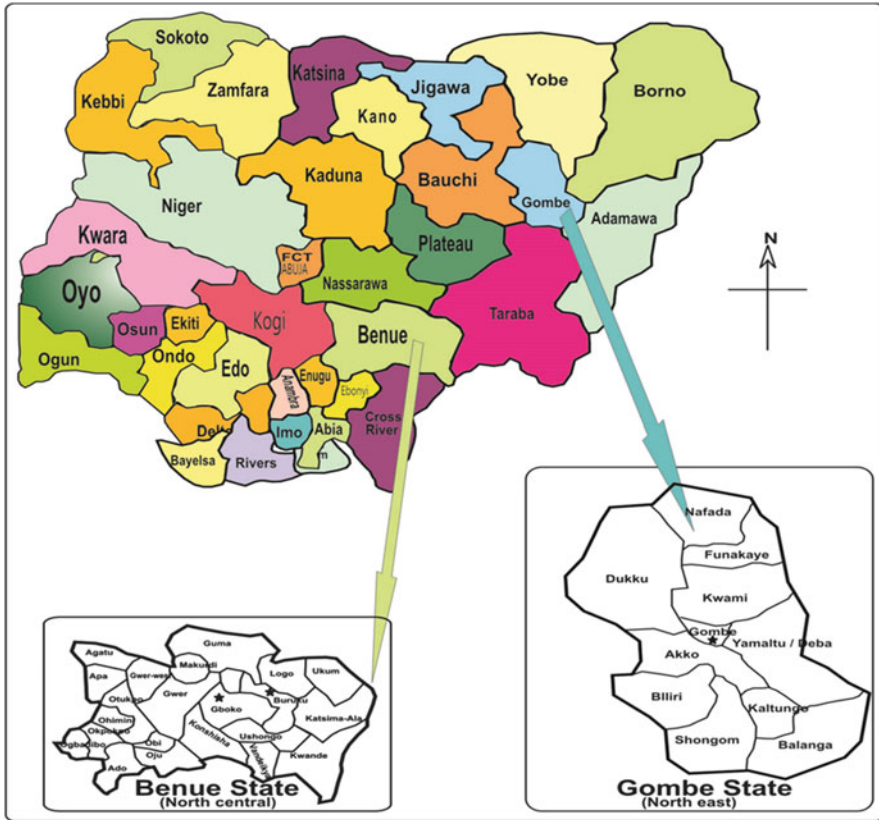 Sokoto
Katsina
Zamfara
Kebbi
Jigawa
Yobe
Borno
Kano
Kaduna
Bauchi
Niger
Gombe
Adamawa
Kwara
Plateau
FCT
ABUJA
Nassarawa
Taraba
N
Oyo
Osun
Ekiti
Kogi
Benue
Ogun
Ondo
Edo
Anambra
Enugu
Ebonyi
Cross
River
Delta
Imo
Abia
m
Bayelsa
Rivers
Agatu
Guma
Apa
Gwer-west
Makurdi
Logo
Ukum
Otukpo
Gwer
Gboko
Buruku
Katsima-Ala
Ohimin
Okpokwo
Ogbadibo
Obi
Oju
Ado
Konshisha
Ushongo
Vandeikya
Kwande
Benue State
(North central)
Nafada
Funakaye
Dukku
Kwami
Gombe
Yamaltu / Deba
Akko
BIliri
Kaltungo
Shongom
Balanga
Gombe State
(North east)